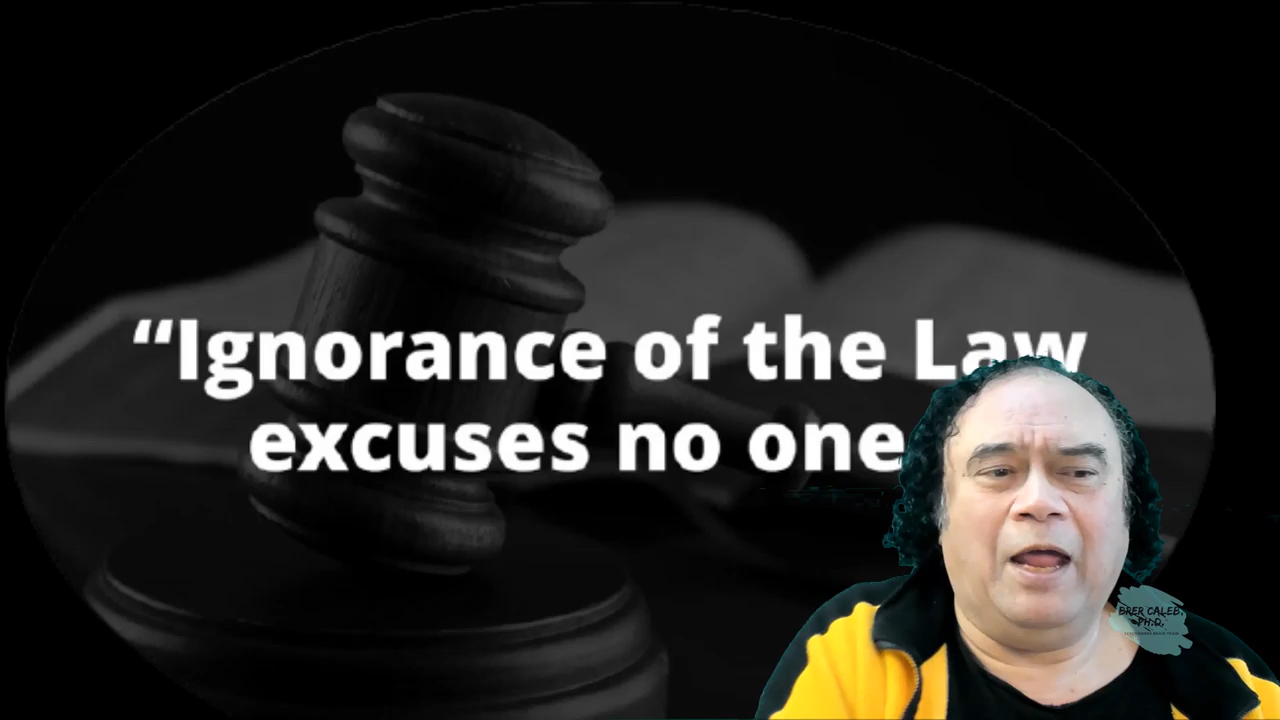 “Ignorance of the Law
excuses no one
BRER CALEB,
PH.D.